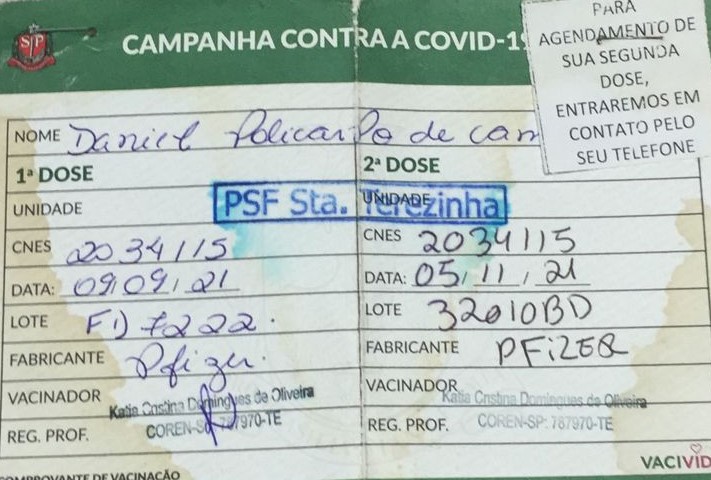 SP
CAMPANHA CONTRA A COVID-19
PARA
AGENDAMENTO DE
SUA SEGUNDA
DOSE,
ENTRAREMOS EM
CONTATO PELO
SEU TELEFONE
NOME Daniel Policarpo de cam
1ª DOSE
UNIDADE
PSF Sta. Terezinha
CNES 2034115
DATA: 09/09/21
LOTE FD7222
FABRICANTE Pfizer
VACINADOR Katia Cristina Domingues de Oliveira
REG. PROF. COREN-SP 787970-TE
2ª DOSE
UNIDADE
CNES 2034115
DATA: 05/11/21
LOTE 32010BD
FABRICANTE PFiZER
VACINADOR Katia Cristina Domingues de Oliveira
REG. PROF. COREN-SP: 787970-TE
COMPROVANTE DE VACINAÇÃO
VACIVID